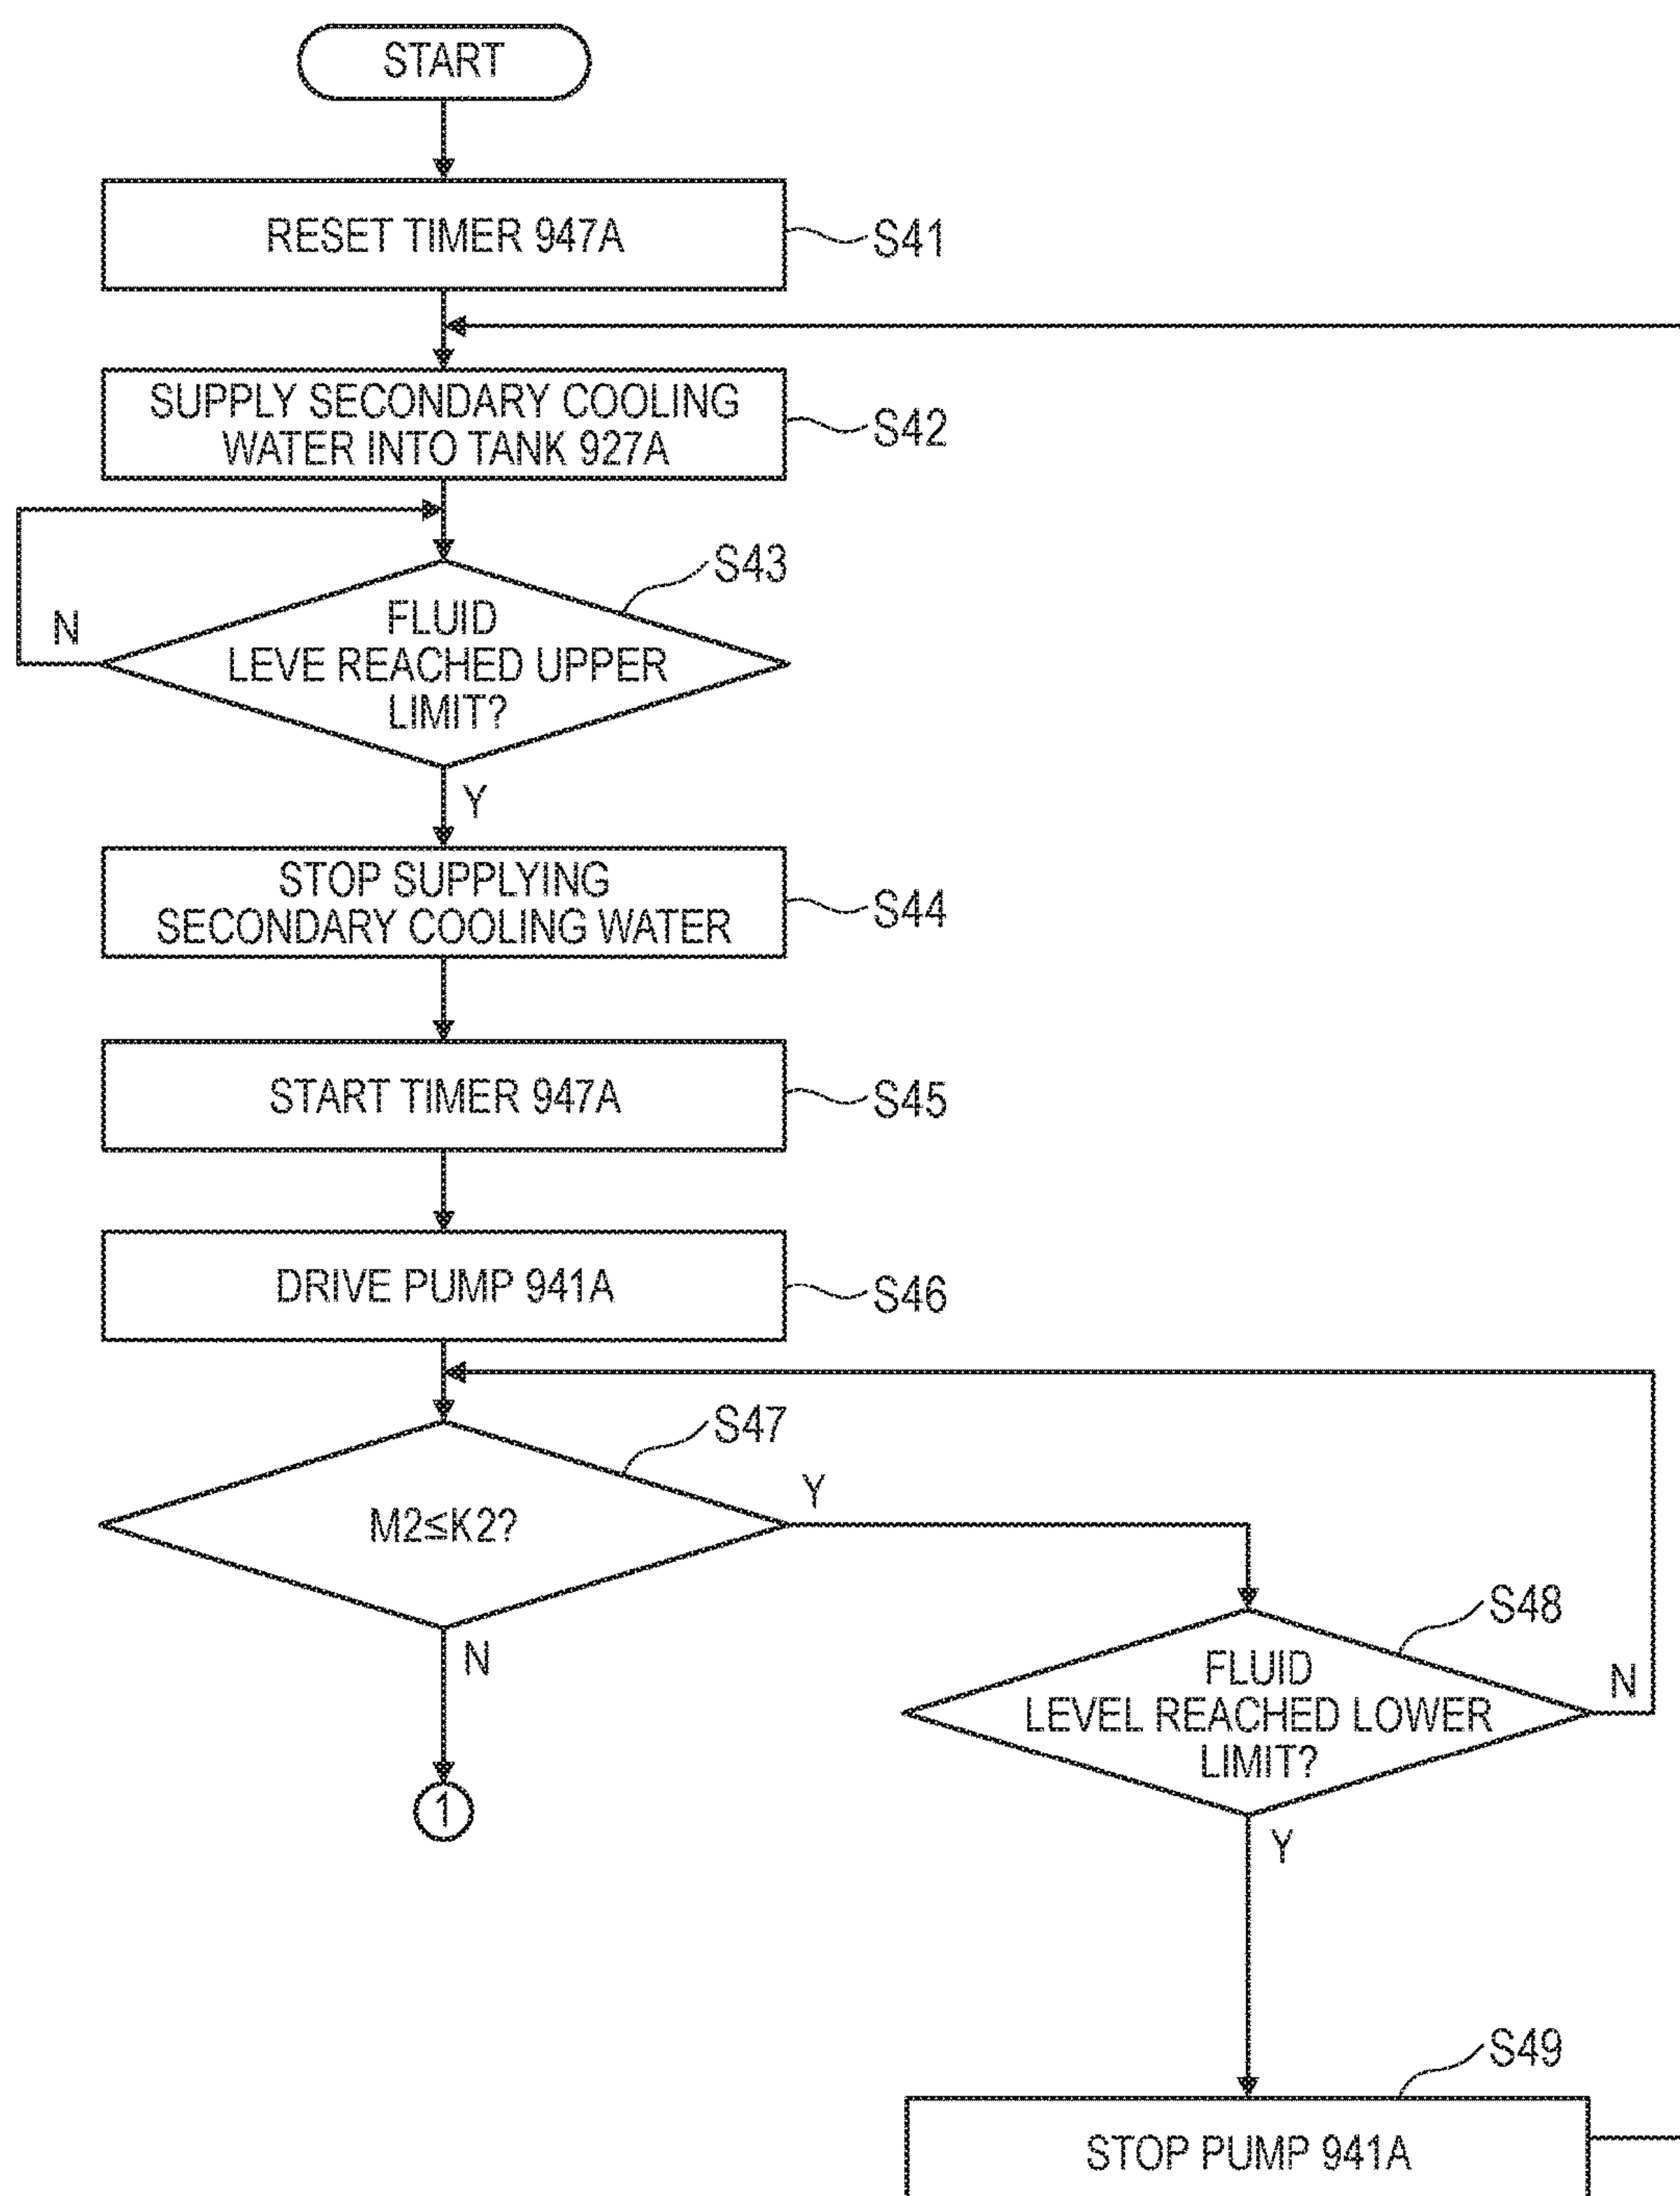 START
RESET TIMER 947A
S41
SUPPLY SECONDARY COOLING
WATER INTO TANK 927A
S42
S43
N
FLUID
LEVE REACHED UPPER
LIMIT?
Y
STOP SUPPLYING
SECONDARY COOLING WATER
S44
START TIMER 947A
S45
DRIVE PUMP 941A
S46
S47
M2≤K2?
Y
N
1
S48
FLUID
LEVEL REACHED LOWER
LIMIT?
N
Y
S49
STOP PUMP 941A